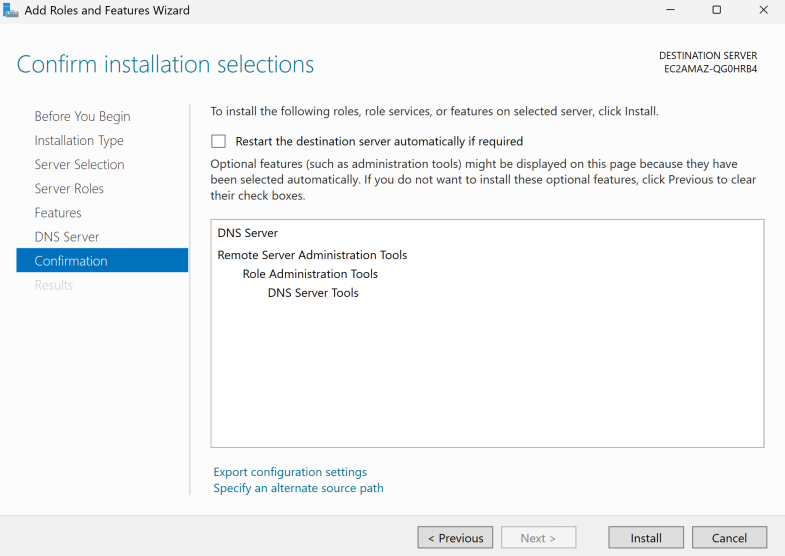 Add Roles and Features Wizard
Confirm installation selections
DESTINATION SERVER
EC2AMAZ-QG0HRB4
Before You Begin
Installation Type
Server Selection
Server Roles
Features
DNS Server
Confirmation
Results
To install the following roles, role services, or features on selected server, click Install.
Restart the destination server automatically if required
Optional features (such as administration tools) might be displayed on this page because they have
been selected automatically. If you do not want to install these optional features, click Previous to clear
their check boxes.
DNS Server
Remote Server Administration Tools
Role Administration Tools
DNS Server Tools
Export configuration settings
Specify an alternate source path
< Previous
Next >
Install
Cancel